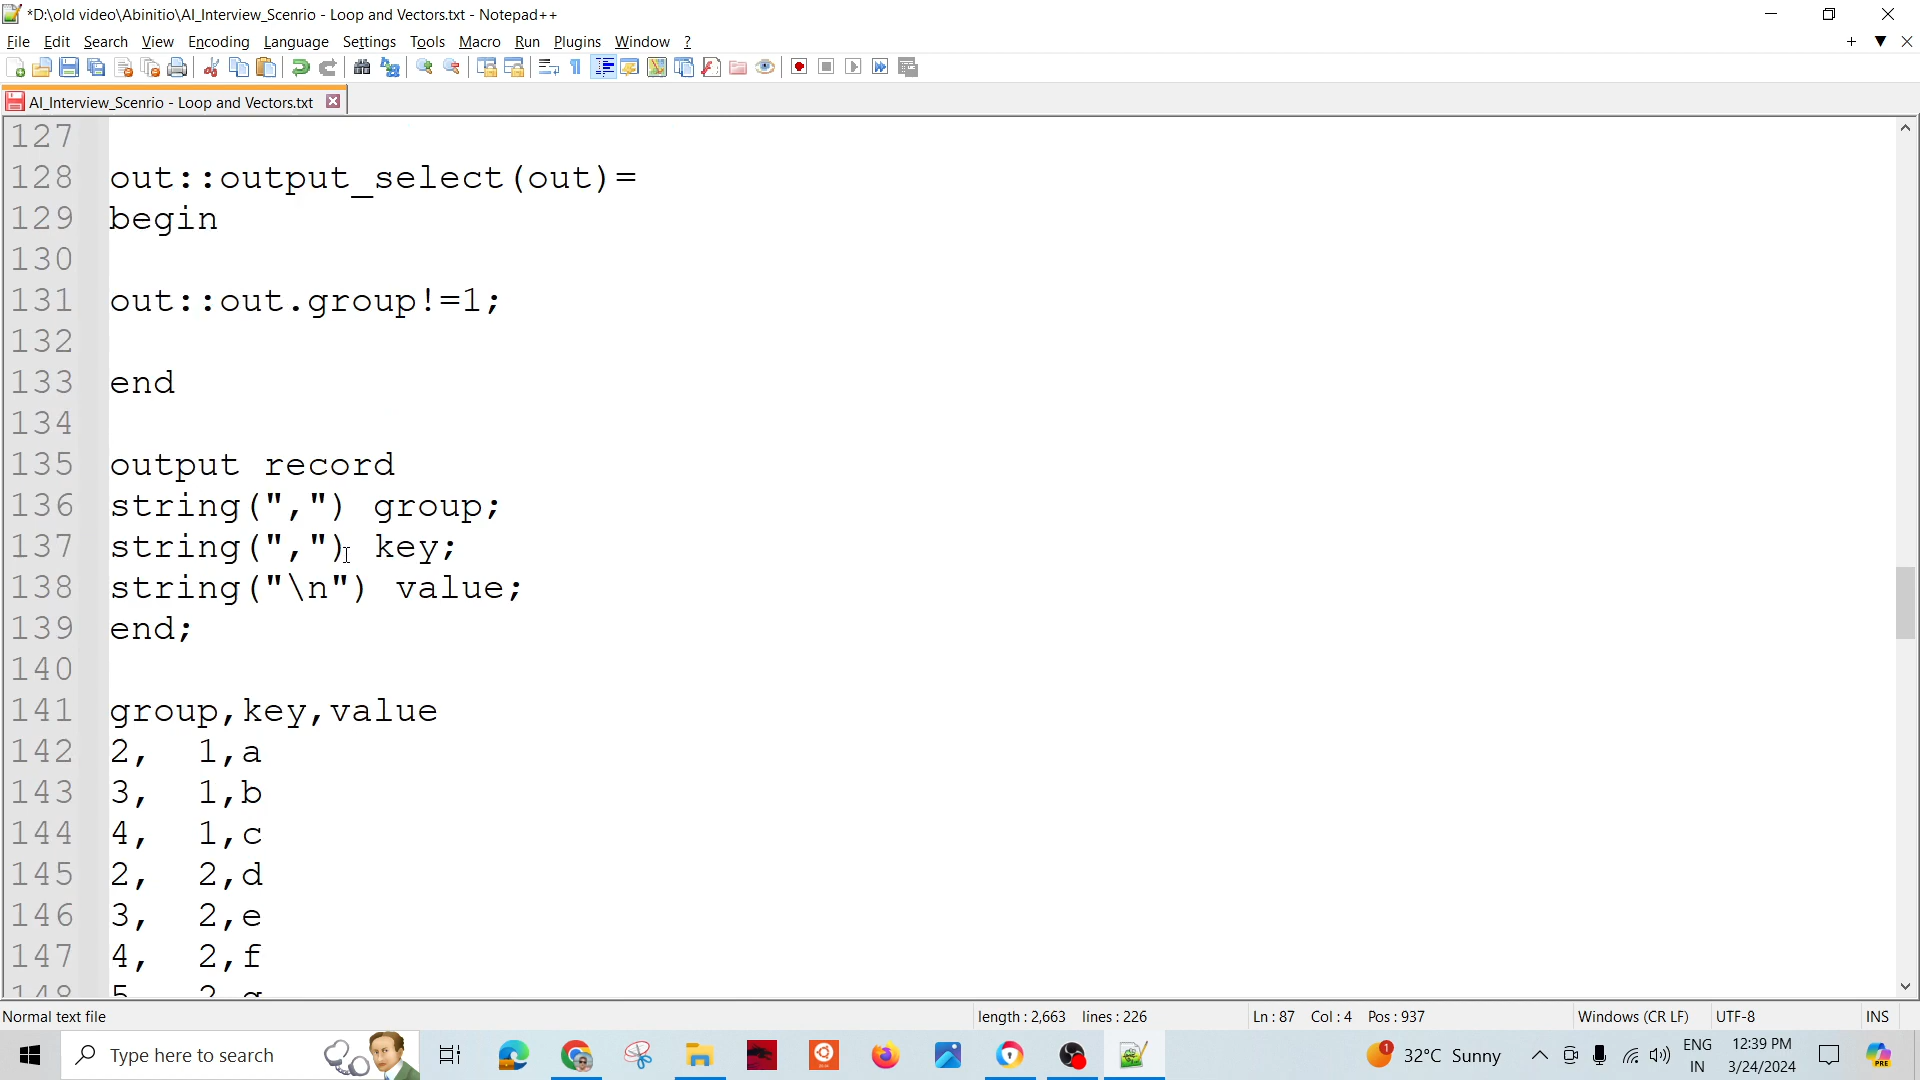 *D:\old video\Abinitio\AI_Interview_Scenrio - Loop and Vectors.txt - Notepad++
File Edit Search View Encoding Language Settings Tools Macro Run Plugins Window ?
AI_Interview_Scenrio - Loop and Vectors.txt
127
128 out::output_select(out)=
129 begin
130
131 out::out.group!=1;
132
133 end
134
135 output record
136 string(",") group;
137 string(",") key;
138 string("\n") value;
139 end;
140
141 group,key,value
142 2,  1,a
143 3,  1,b
144 4,  1,c
145 2,  2,d
146 3,  2,e
147 4,  2,f
148 5  2 g
Normal text file length : 2,663 lines : 226 Ln : 87 Col : 4 Pos : 937 Windows (CR LF) UTF-8 INS
Type here to search 32°C Sunny ENG IN 12:39 PM 3/24/2024